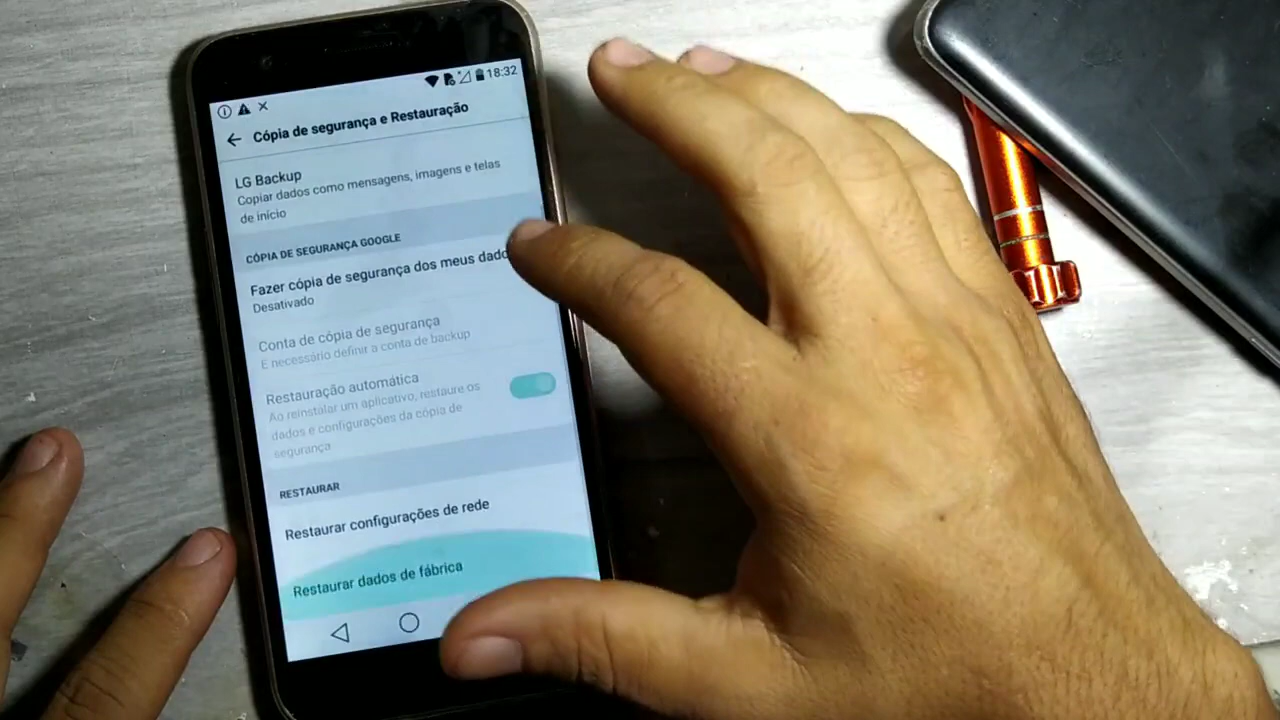 18:32
Cópia de segurança e Restauração
LG Backup
Copiar dados como mensagens, imagens e telas
de início
CÓPIA DE SEGURANÇA GOOGLE
Fazer cópia de segurança dos meus dado
Desativado
Conta de cópia de segurança
É necessário definir a conta de backup
Restauração automática
Ao reinstalar um aplicativo, restaure os
dados e configurações da cópia de
segurança
RESTAURAR
Restaurar configurações de rede
Restaurar dados de fábrica